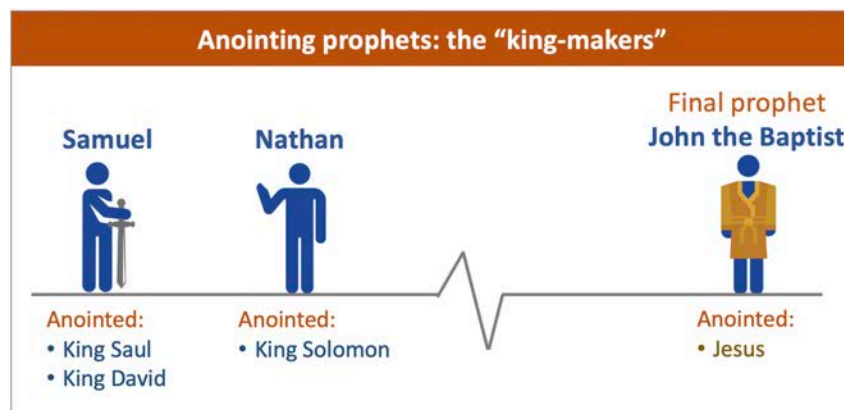 Anointing prophets: the “king-makers”
Samuel
Anointed:
• King Saul
• King David
Nathan
Anointed:
• King Solomon
Final prophet
John the Baptist
Anointed:
• Jesus